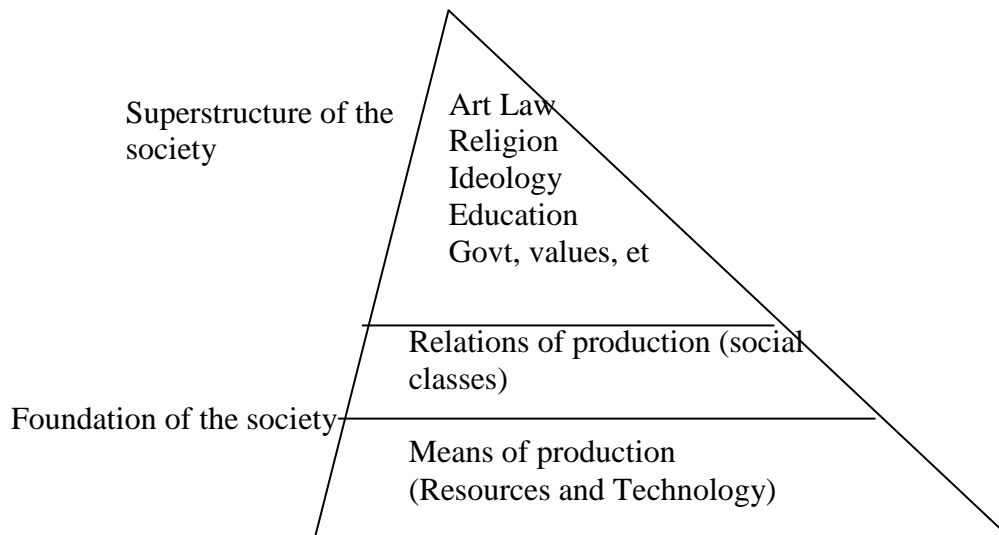 Superstructure of the
society
Art Law
Religion
Ideology
Education
Govt, values, et
Relations of production (social
classes)
Foundation of the society
Means of production
(Resources and Technology)